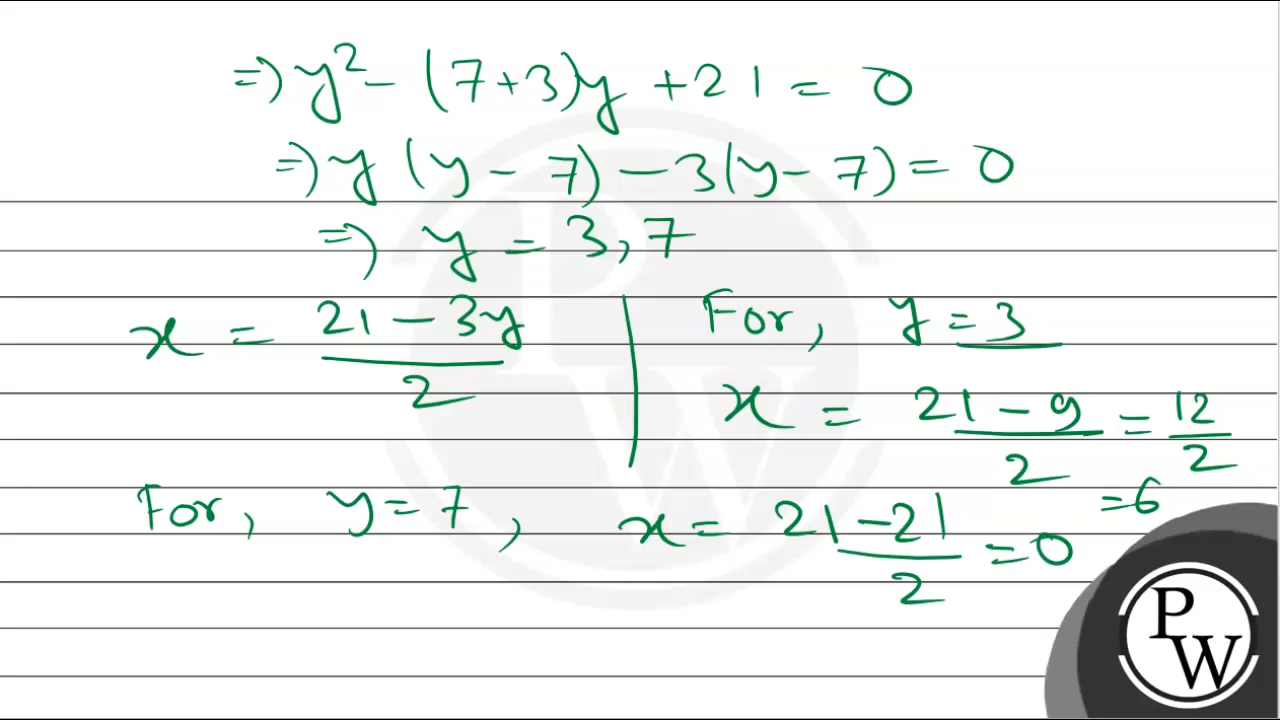 ⇒ y² - (7+3)y + 21 = 0
⇒ y (y - 7) - 3(y - 7) = 0
⇒ y = 3, 7
x = (21 - 3y)/2
For, y = 3
x = (21 - 9)/2 = 12/2
= 6
For, y = 7, x = (21 - 21)/2 = 0
PW
PW